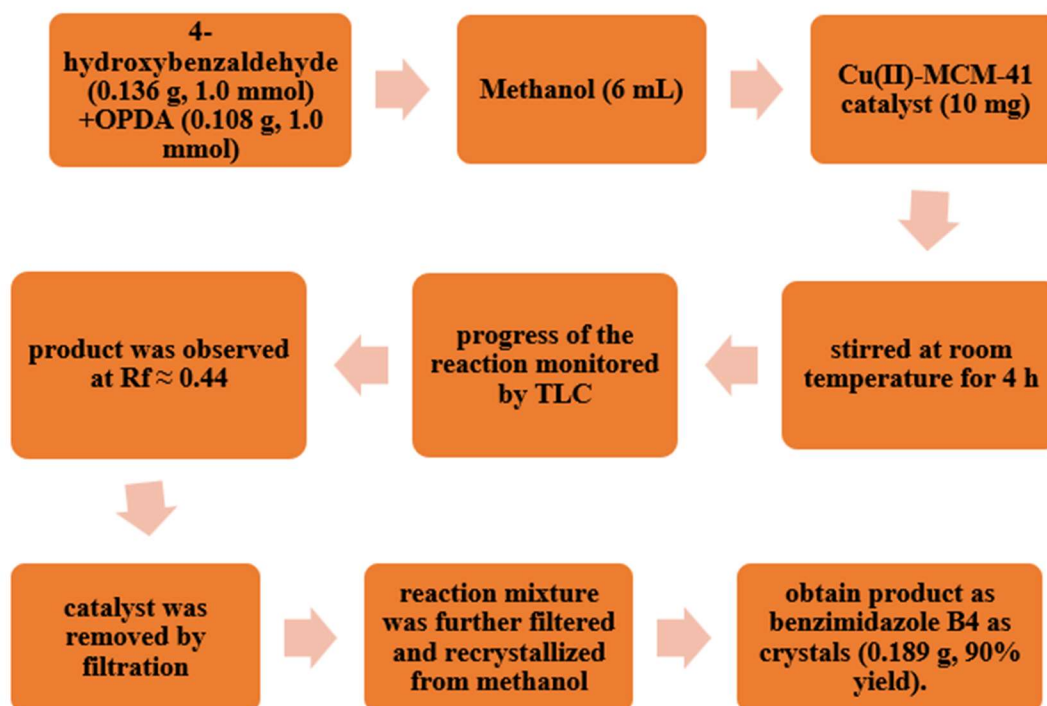 4-
hydroxybenzaldehyde
(0.136 g, 1.0 mmol)
+OPDA (0.108 g, 1.0
mmol)
Methanol (6 mL)
Cu(II)-MCM-41
catalyst (10 mg)
stirred at room
temperature for 4 h
progress of the
reaction monitored
by TLC
product was observed
at Rf ≈ 0.44
catalyst was
removed by
filtration
reaction mixture
was further filtered
and recrystallized
from methanol
obtain product as
benzimidazole B4 as
crystals (0.189 g, 90%
yield).